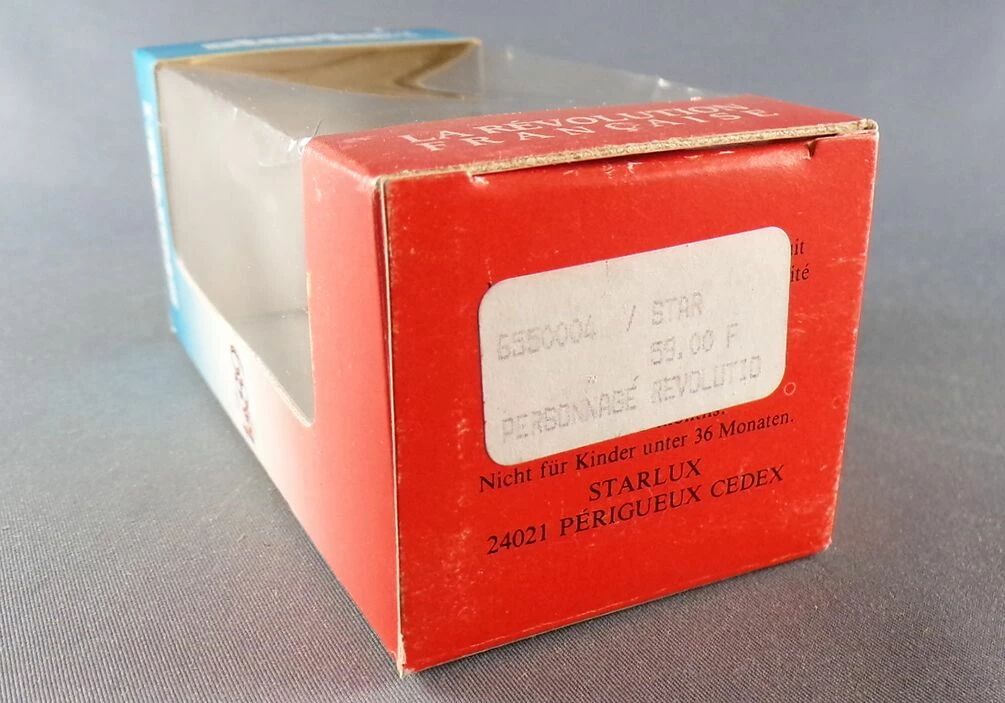 LA RÉVOLUTION
FRANÇAISE
ité
6550004 / STAR
59.00 F
PERSONNAGE REVOLUTIO
Nicht für Kinder unter 36 Monaten.
STARLUX
24021 PÉRIGUEUX CEDEX